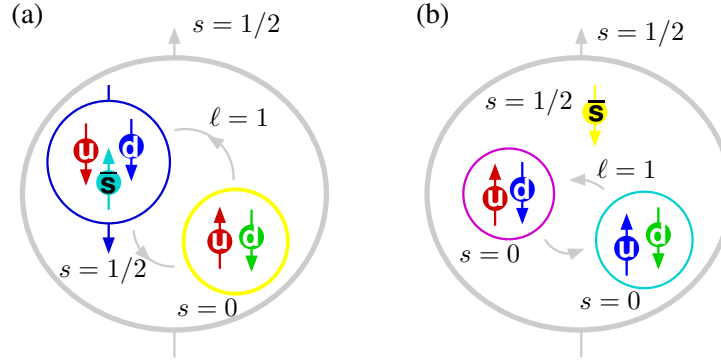 (a)
s = 1/2
ℓ = 1
u
d
s̅
u
d
s = 1/2
s = 0
(b)
s = 1/2
s = 1/2
s̅
ℓ = 1
u
d
u
d
s = 0
s = 0